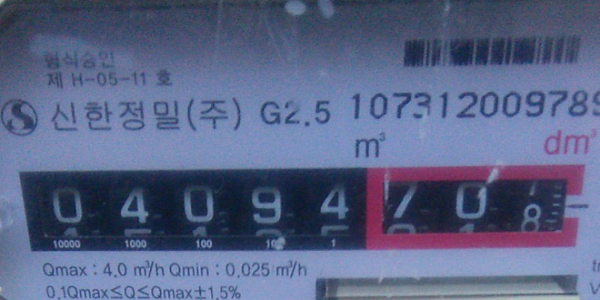 형식승인
제 H-05-11 호
신한정밀(주) G2.5 107312009789
m³ dm³
0 4 0 9 4 7 0 8
10000 1000 100 10 1
Qmax : 4,0 m³/h Qmin : 0,025 m³/h
0,1Qmax≤Q≤Qmax±1,5%